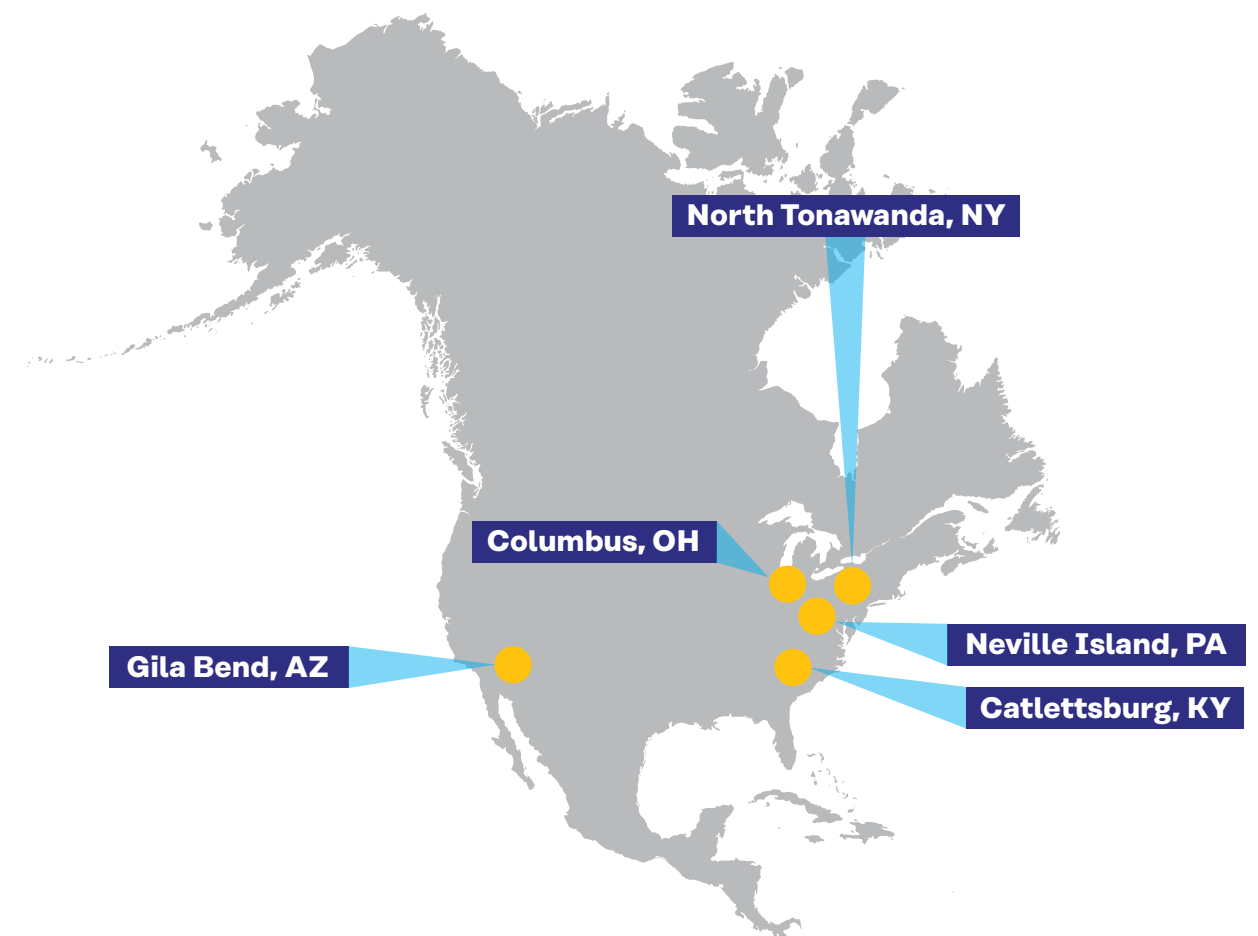 North Tonawanda, NY
Columbus, OH
Neville Island, PA
Gila Bend, AZ
Catlettsburg, KY